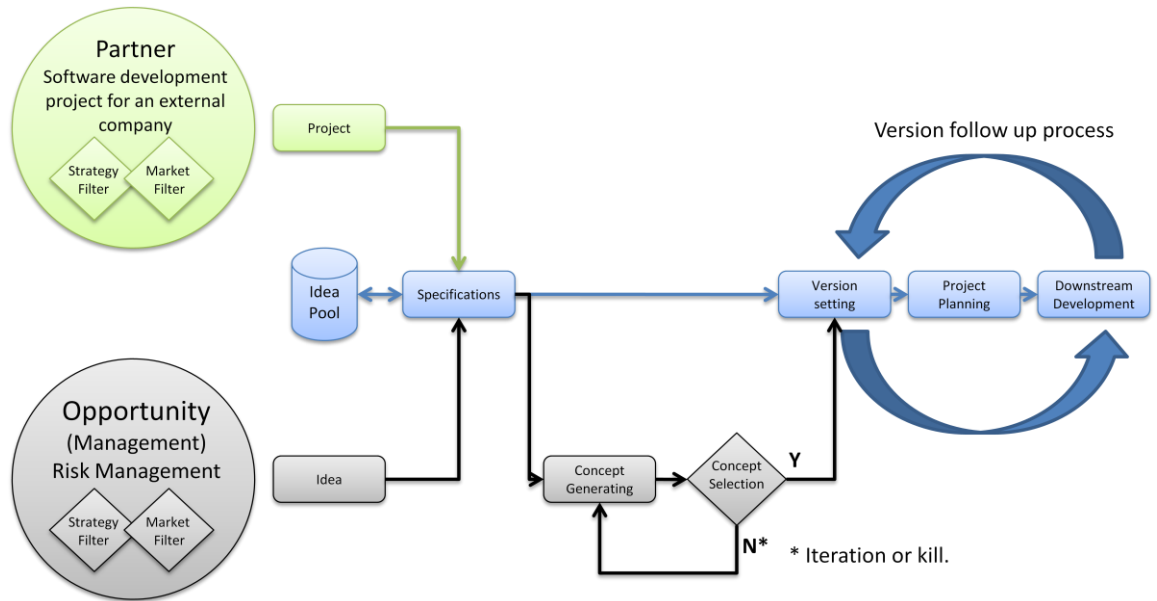 Partner
Software development
project for an external
company
Strategy
Filter
Market
Filter
Project
Version follow up process
Idea
Pool
Specifications
Version
setting
Project
Planning
Downstream
Development
Opportunity
(Management)
Risk Management
Strategy
Filter
Market
Filter
Idea
Concept
Generating
Concept
Selection
Y
N*
* Iteration or kill.